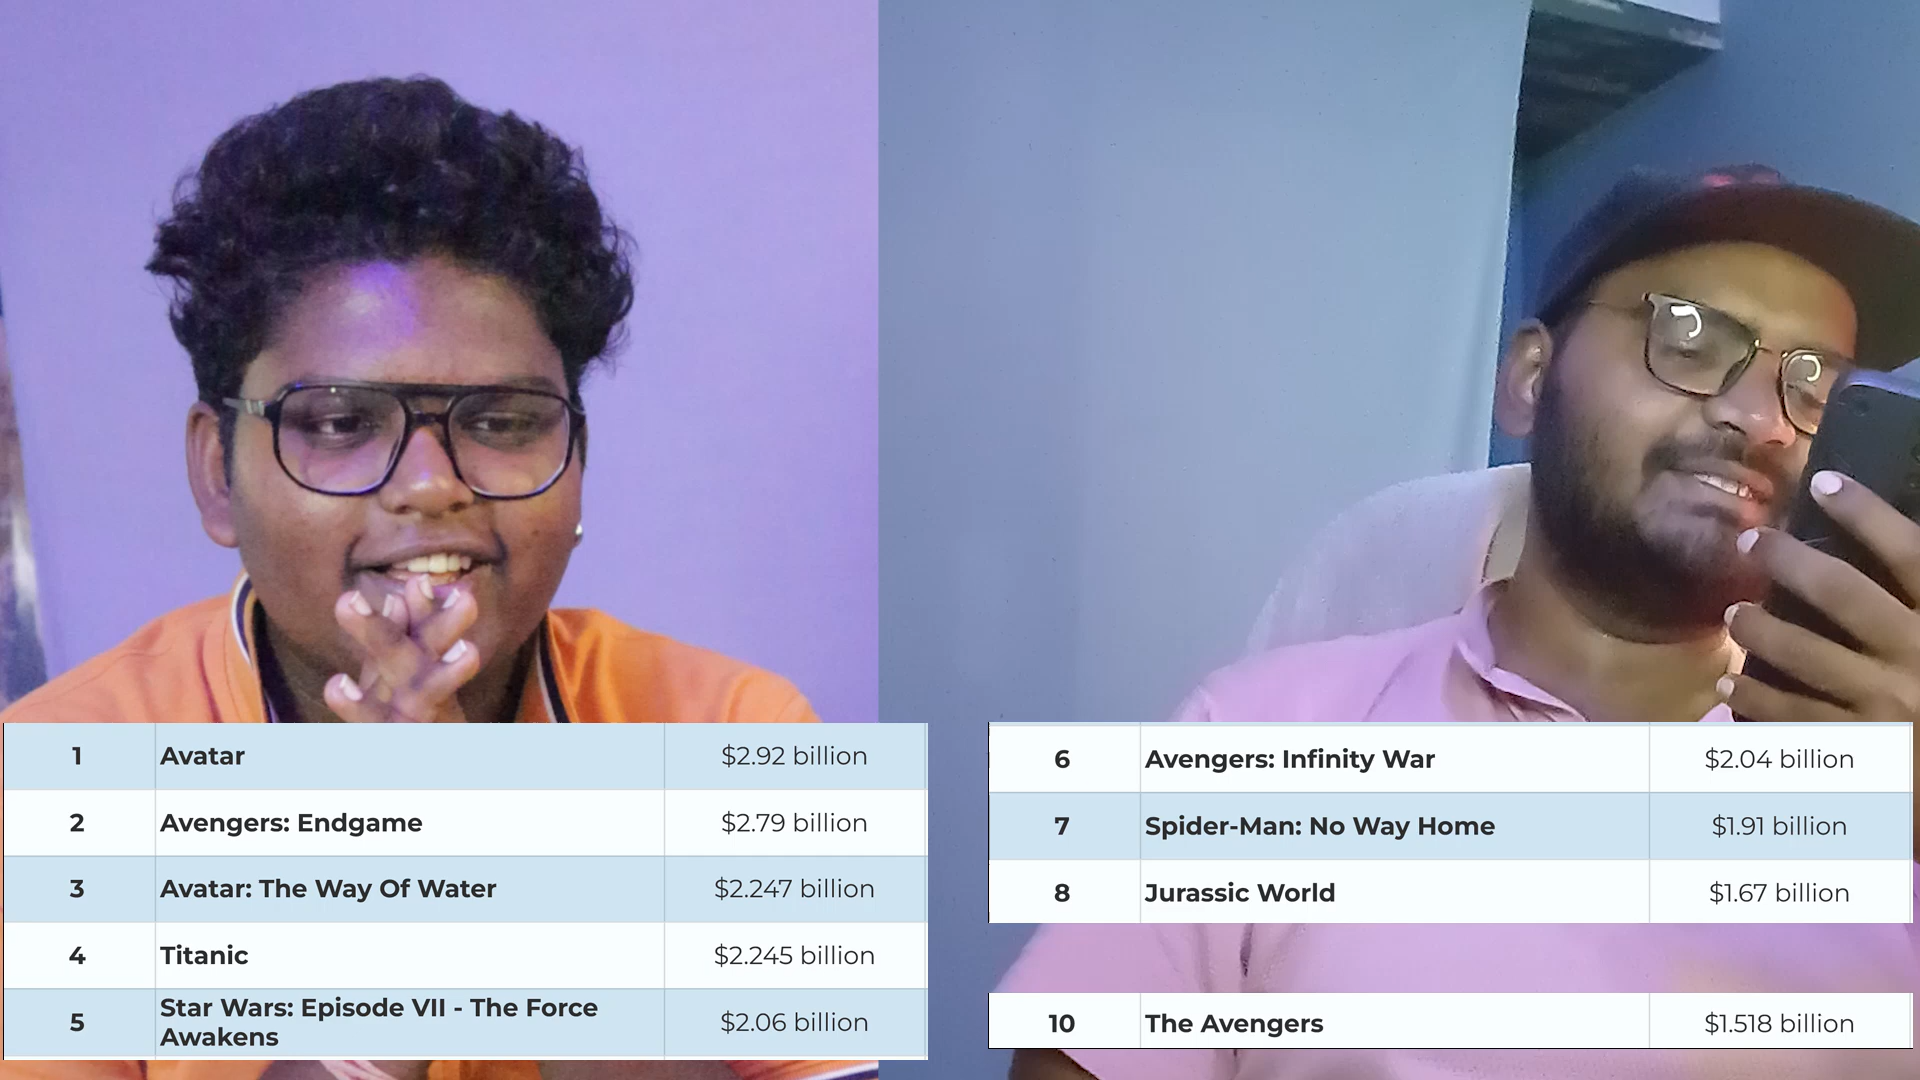 1 Avatar $2.92 billion
2 Avengers: Endgame $2.79 billion
3 Avatar: The Way Of Water $2.247 billion
4 Titanic $2.245 billion
5 Star Wars: Episode VII - The Force
Awakens $2.06 billion
6 Avengers: Infinity War $2.04 billion
7 Spider-Man: No Way Home $1.91 billion
8 Jurassic World $1.67 billion
10 The Avengers $1.518 billion